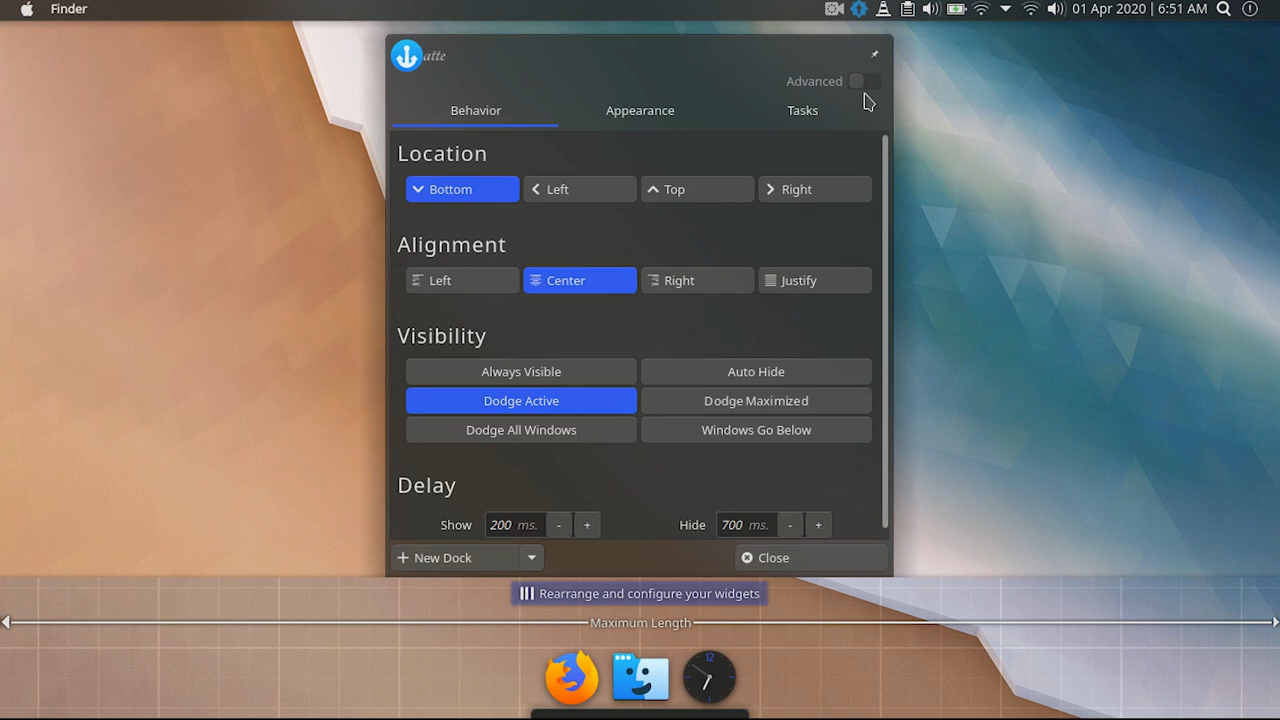 Finder
01 Apr 2020 | 6:51 AM
atte
Advanced
Behavior Appearance Tasks
Location
Bottom Left Top Right
Alignment
Left Center Right Justify
Visibility
Always Visible Auto Hide
Dodge Active Dodge Maximized
Dodge All Windows Windows Go Below
Delay
Show 200 ms. - + Hide 700 ms. - +
+ New Dock Close
Rearrange and configure your widgets
Maximum Length
12